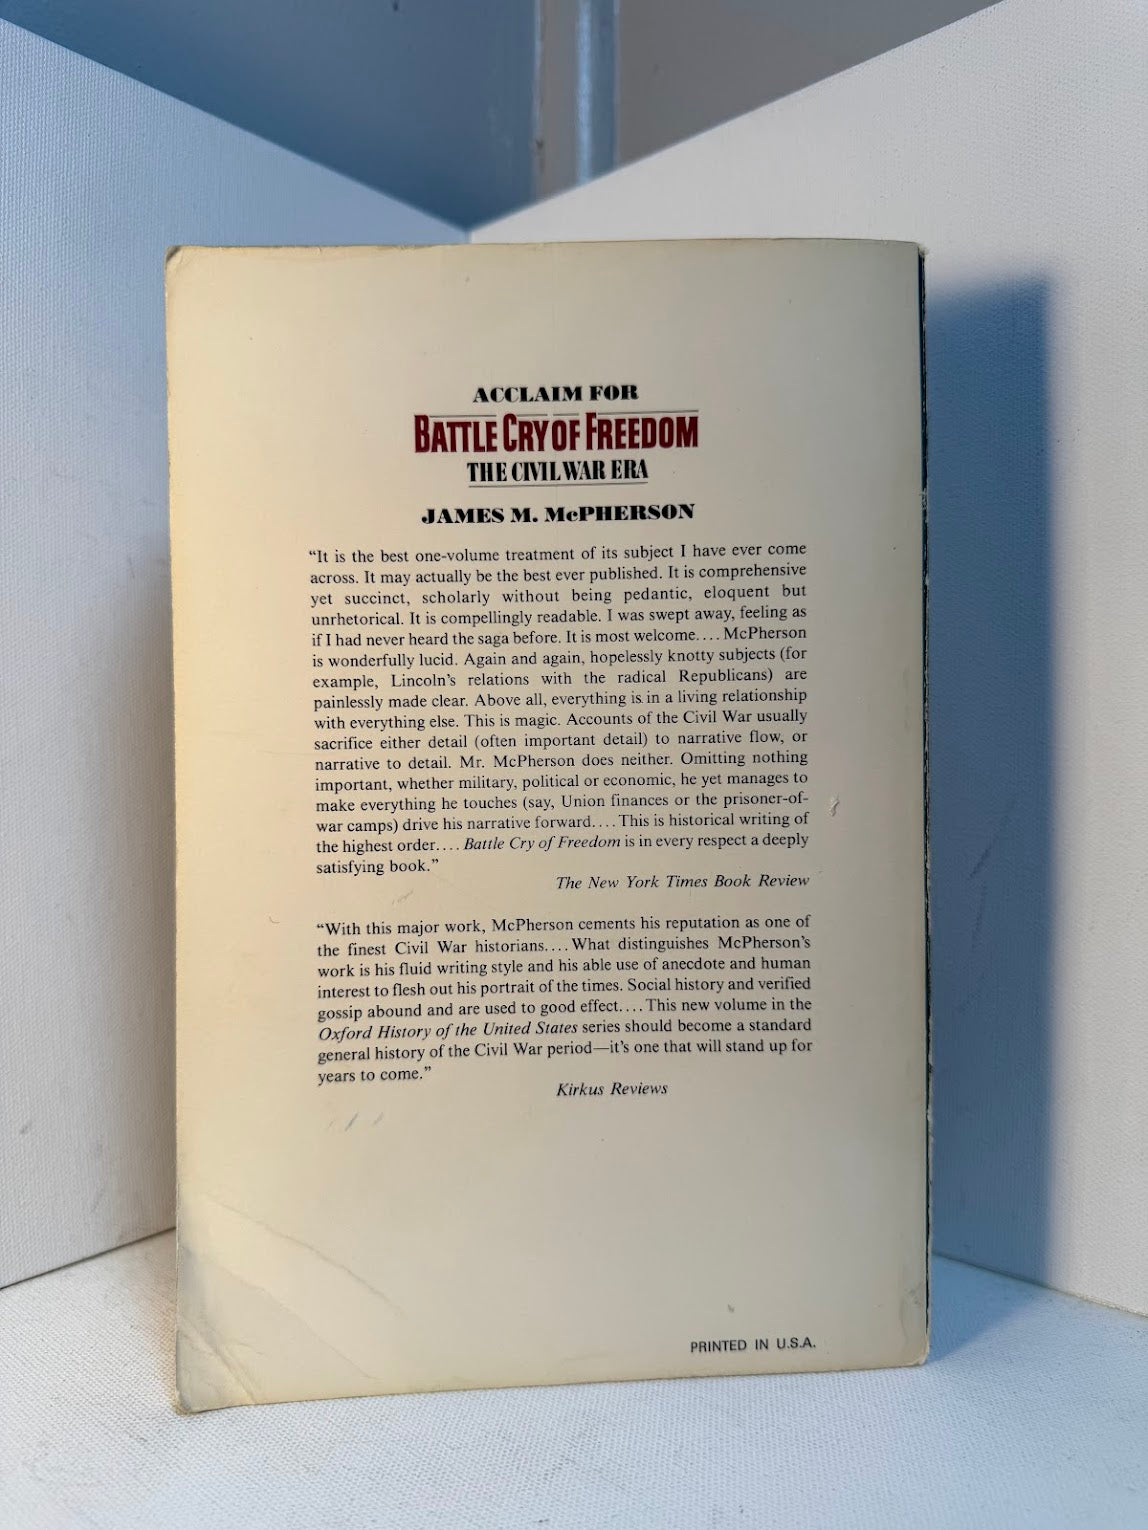 ACCLAIM FOR
BATTLE CRY OF FREEDOM
THE CIVIL WAR ERA
JAMES M. McPHERSON
“It is the best one-volume treatment of its subject I have ever come
across. It may actually be the best ever published. It is comprehensive
yet succinct, scholarly without being pedantic, eloquent but
unrhetorical. It is compellingly readable. I was swept away, feeling as
if I had never heard the saga before. It is most welcome.... McPherson
is wonderfully lucid. Again and again, hopelessly knotty subjects (for
example, Lincoln’s relations with the radical Republicans) are
painlessly made clear. Above all, everything is in a living relationship
with everything else. This is magic. Accounts of the Civil War usually
sacrifice either detail (often important detail) to narrative flow, or
narrative to detail. Mr. McPherson does neither. Omitting nothing
important, whether military, political or economic, he yet manages to
make everything he touches (say, Union finances or the prisoner-of-
war camps) drive his narrative forward.... This is historical writing of
the highest order.... Battle Cry of Freedom is in every respect a deeply
satisfying book.”
The New York Times Book Review
“With this major work, McPherson cements his reputation as one of
the finest Civil War historians.... What distinguishes McPherson’s
work is his fluid writing style and his able use of anecdote and human
interest to flesh out his portrait of the times. Social history and verified
gossip abound and are used to good effect.... This new volume in the
Oxford History of the United States series should become a standard
general history of the Civil War period—it’s one that will stand up for
years to come.”
Kirkus Reviews
PRINTED IN U.S.A.